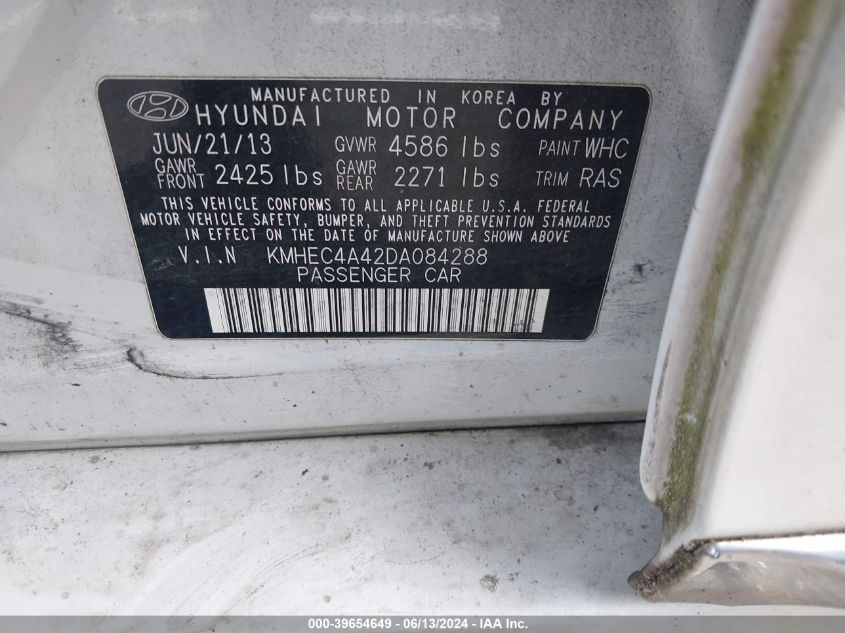 MANUFACTURED IN KOREA BY
HYUNDAI MOTOR COMPANY
JUN/21/13 GVWR 4586 lbs PAINT WHC
GAWR FRONT 2425 lbs GAWR REAR 2271 lbs TRIM RAS
THIS VEHICLE CONFORMS TO ALL APPLICABLE U.S.A. FEDERAL
MOTOR VEHICLE SAFETY, BUMPER, AND THEFT PREVENTION STANDARDS
IN EFFECT ON THE DATE OF MANUFACTURE SHOWN ABOVE
V.I.N KMHEC4A42DA084288
PASSENGER CAR
000-39654649 - 06/13/2024 - IAA Inc.